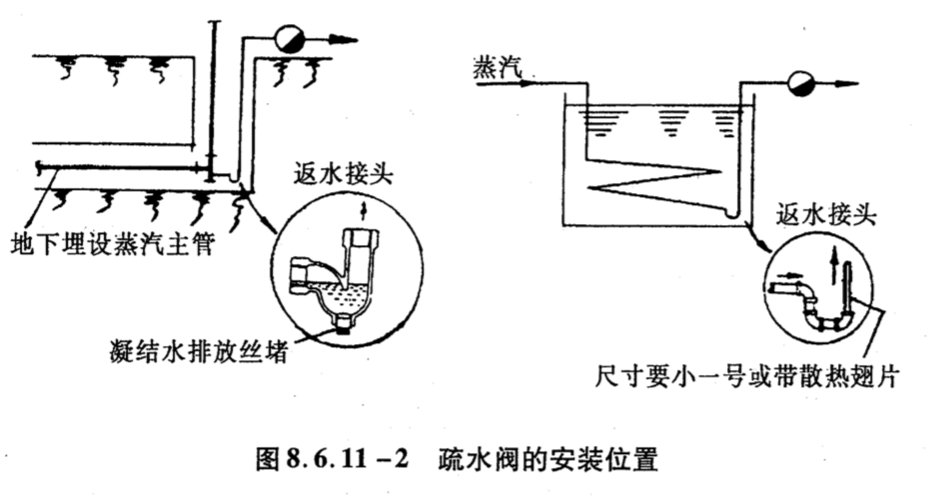 蒸汽
返水接头
地下埋设蒸汽主管
返水接头
凝结水排放丝堵
尺寸要小一号或带散热翅片
图8.6.11-2 疏水阀的安装位置